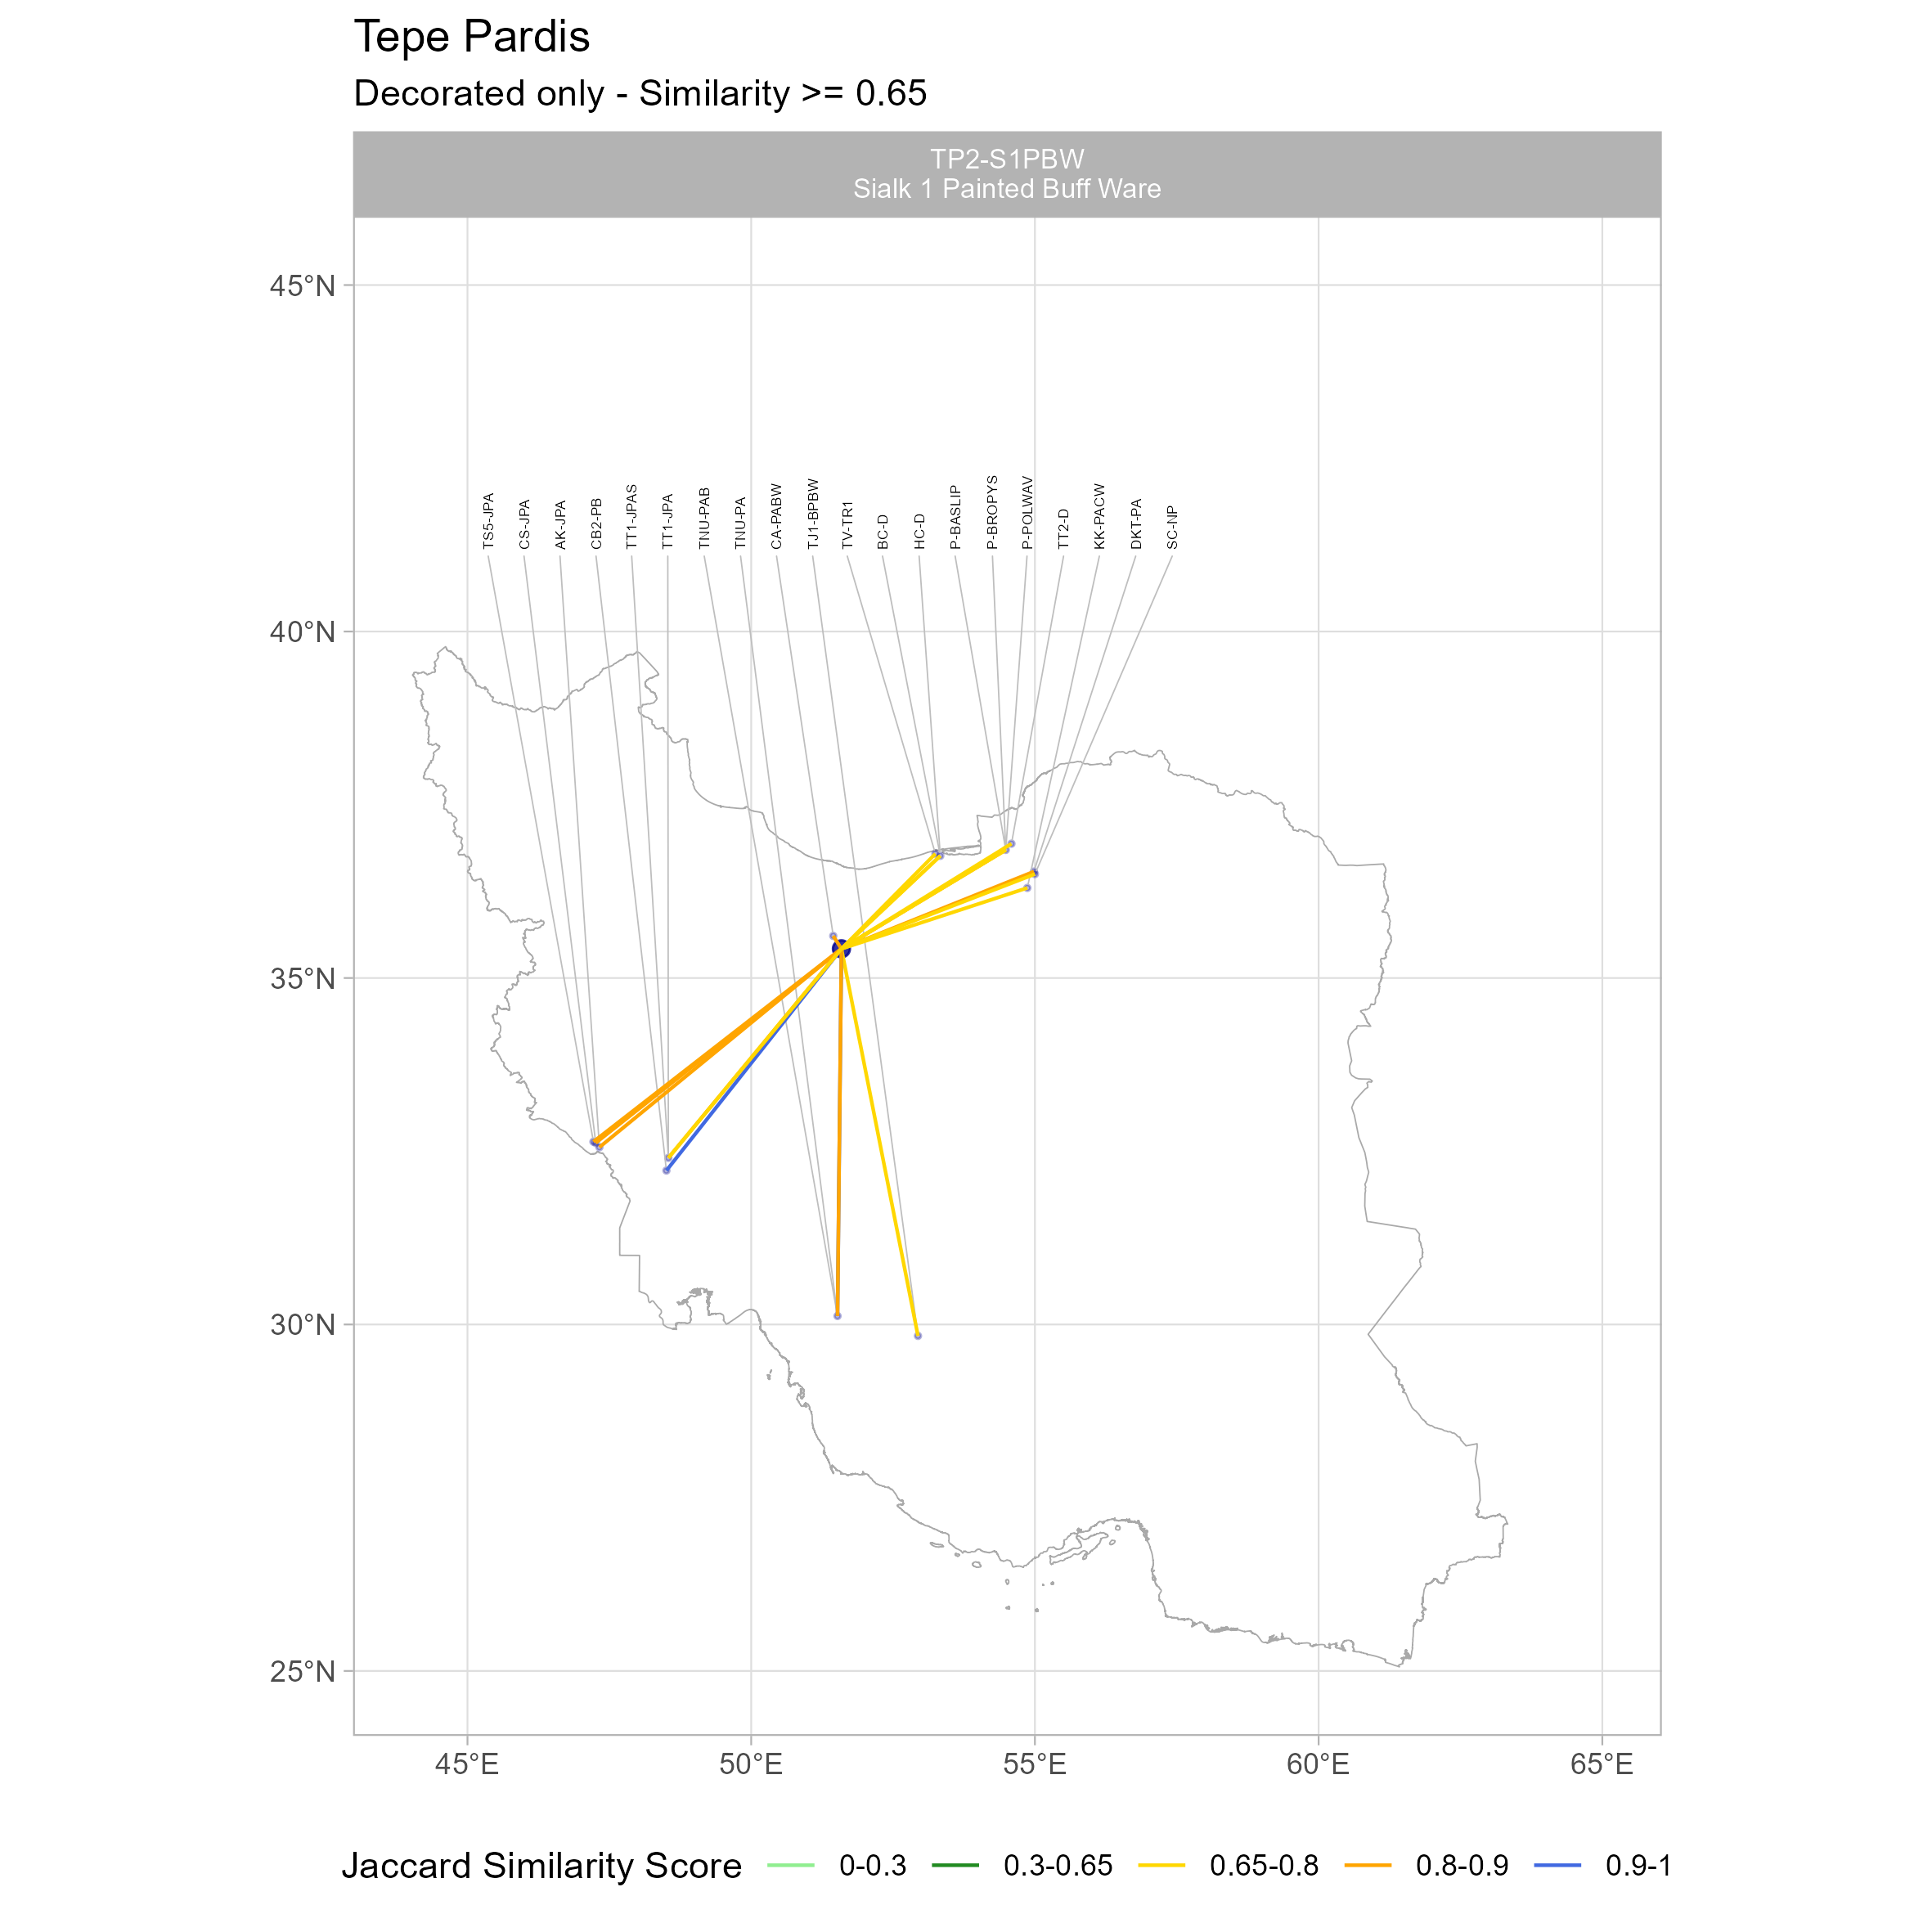 Tepe Pardis
Decorated only - Similarity >= 0.65
TP2-S1PBW
Sialk 1 Painted Buff Ware
45°N
40°N
35°N
30°N
25°N
TS5-JPA
CS-JPA
AK-JPA
CB2-PB
TT1-JPAS
TT1-JPA
TNU-PAB
TNU-PA
CA-PABW
TJ1-BPBW
TV-TR1
BC-D
HC-D
P-BASLIP
P-BROPYS
P-POLWAV
TT2-D
KK-PACW
DKT-PA
SC-NP
45°E
50°E
55°E
60°E
65°E
Jaccard Similarity Score
0-0.3
0.3-0.65
0.65-0.8
0.8-0.9
0.9-1